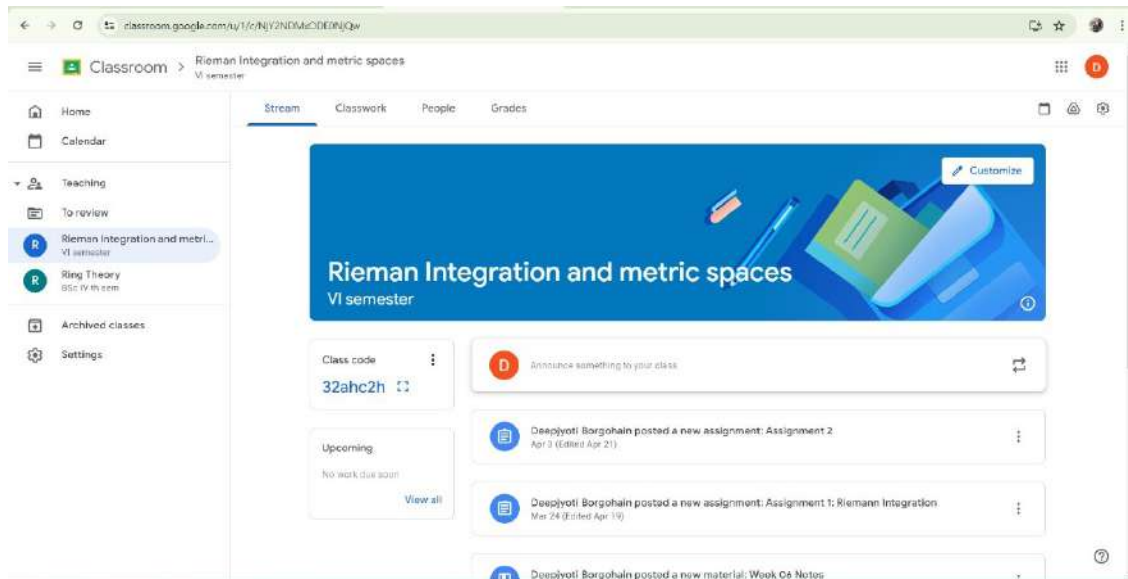 classroom.google.com/u/1/c/NjY2NDMxODE0NjQw
Classroom > Rieman Integration and metric spaces
VI semester
D
Home
Calendar
Teaching
To review
R Rieman Integration and metri...
VI semester
R Ring Theory
BSc IV th sem
Archived classes
Settings
Stream Classwork People Grades
Customize
Rieman Integration and metric spaces
VI semester
Class code
32ahc2h
Upcoming
No work due soon
View all
D Announce something to your class
Deepjyoti Borgohain posted a new assignment: Assignment 2
Apr 3 (Edited Apr 21)
Deepjyoti Borgohain posted a new assignment: Assignment 1: Riemann Integration
Mar 24 (Edited Apr 19)
Deepjyoti Borgohain posted a new material: Week 06 Notes